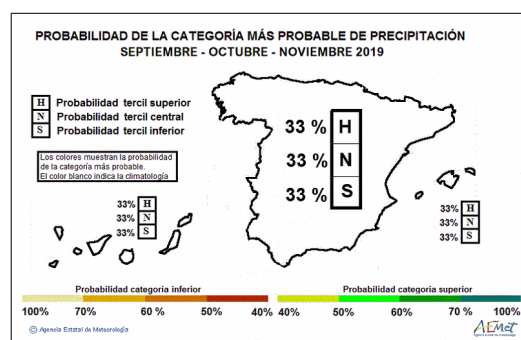 PROBABILIDAD DE LA CATEGORÍA MÁS PROBABLE DE PRECIPITACIÓN
SEPTIEMBRE - OCTUBRE - NOVIEMBRE 2019
H Probabilidad tercil superior
N Probabilidad tercil central
S Probabilidad tercil inferior
Los colores muestran la probabilidad
de la categoría más probable.
El color blanco indica la climatología
33 % H
33 % N
33 % S
33% H
33% N
33% S
33% H
33% N
33% S
Probabilidad categoria inferior
Probabilidad categoria superior
100% 70% 60 % 50% 40% 40% 50% 60% 70 % 100%
© Agencia Estatal de Meteorología
AEMet